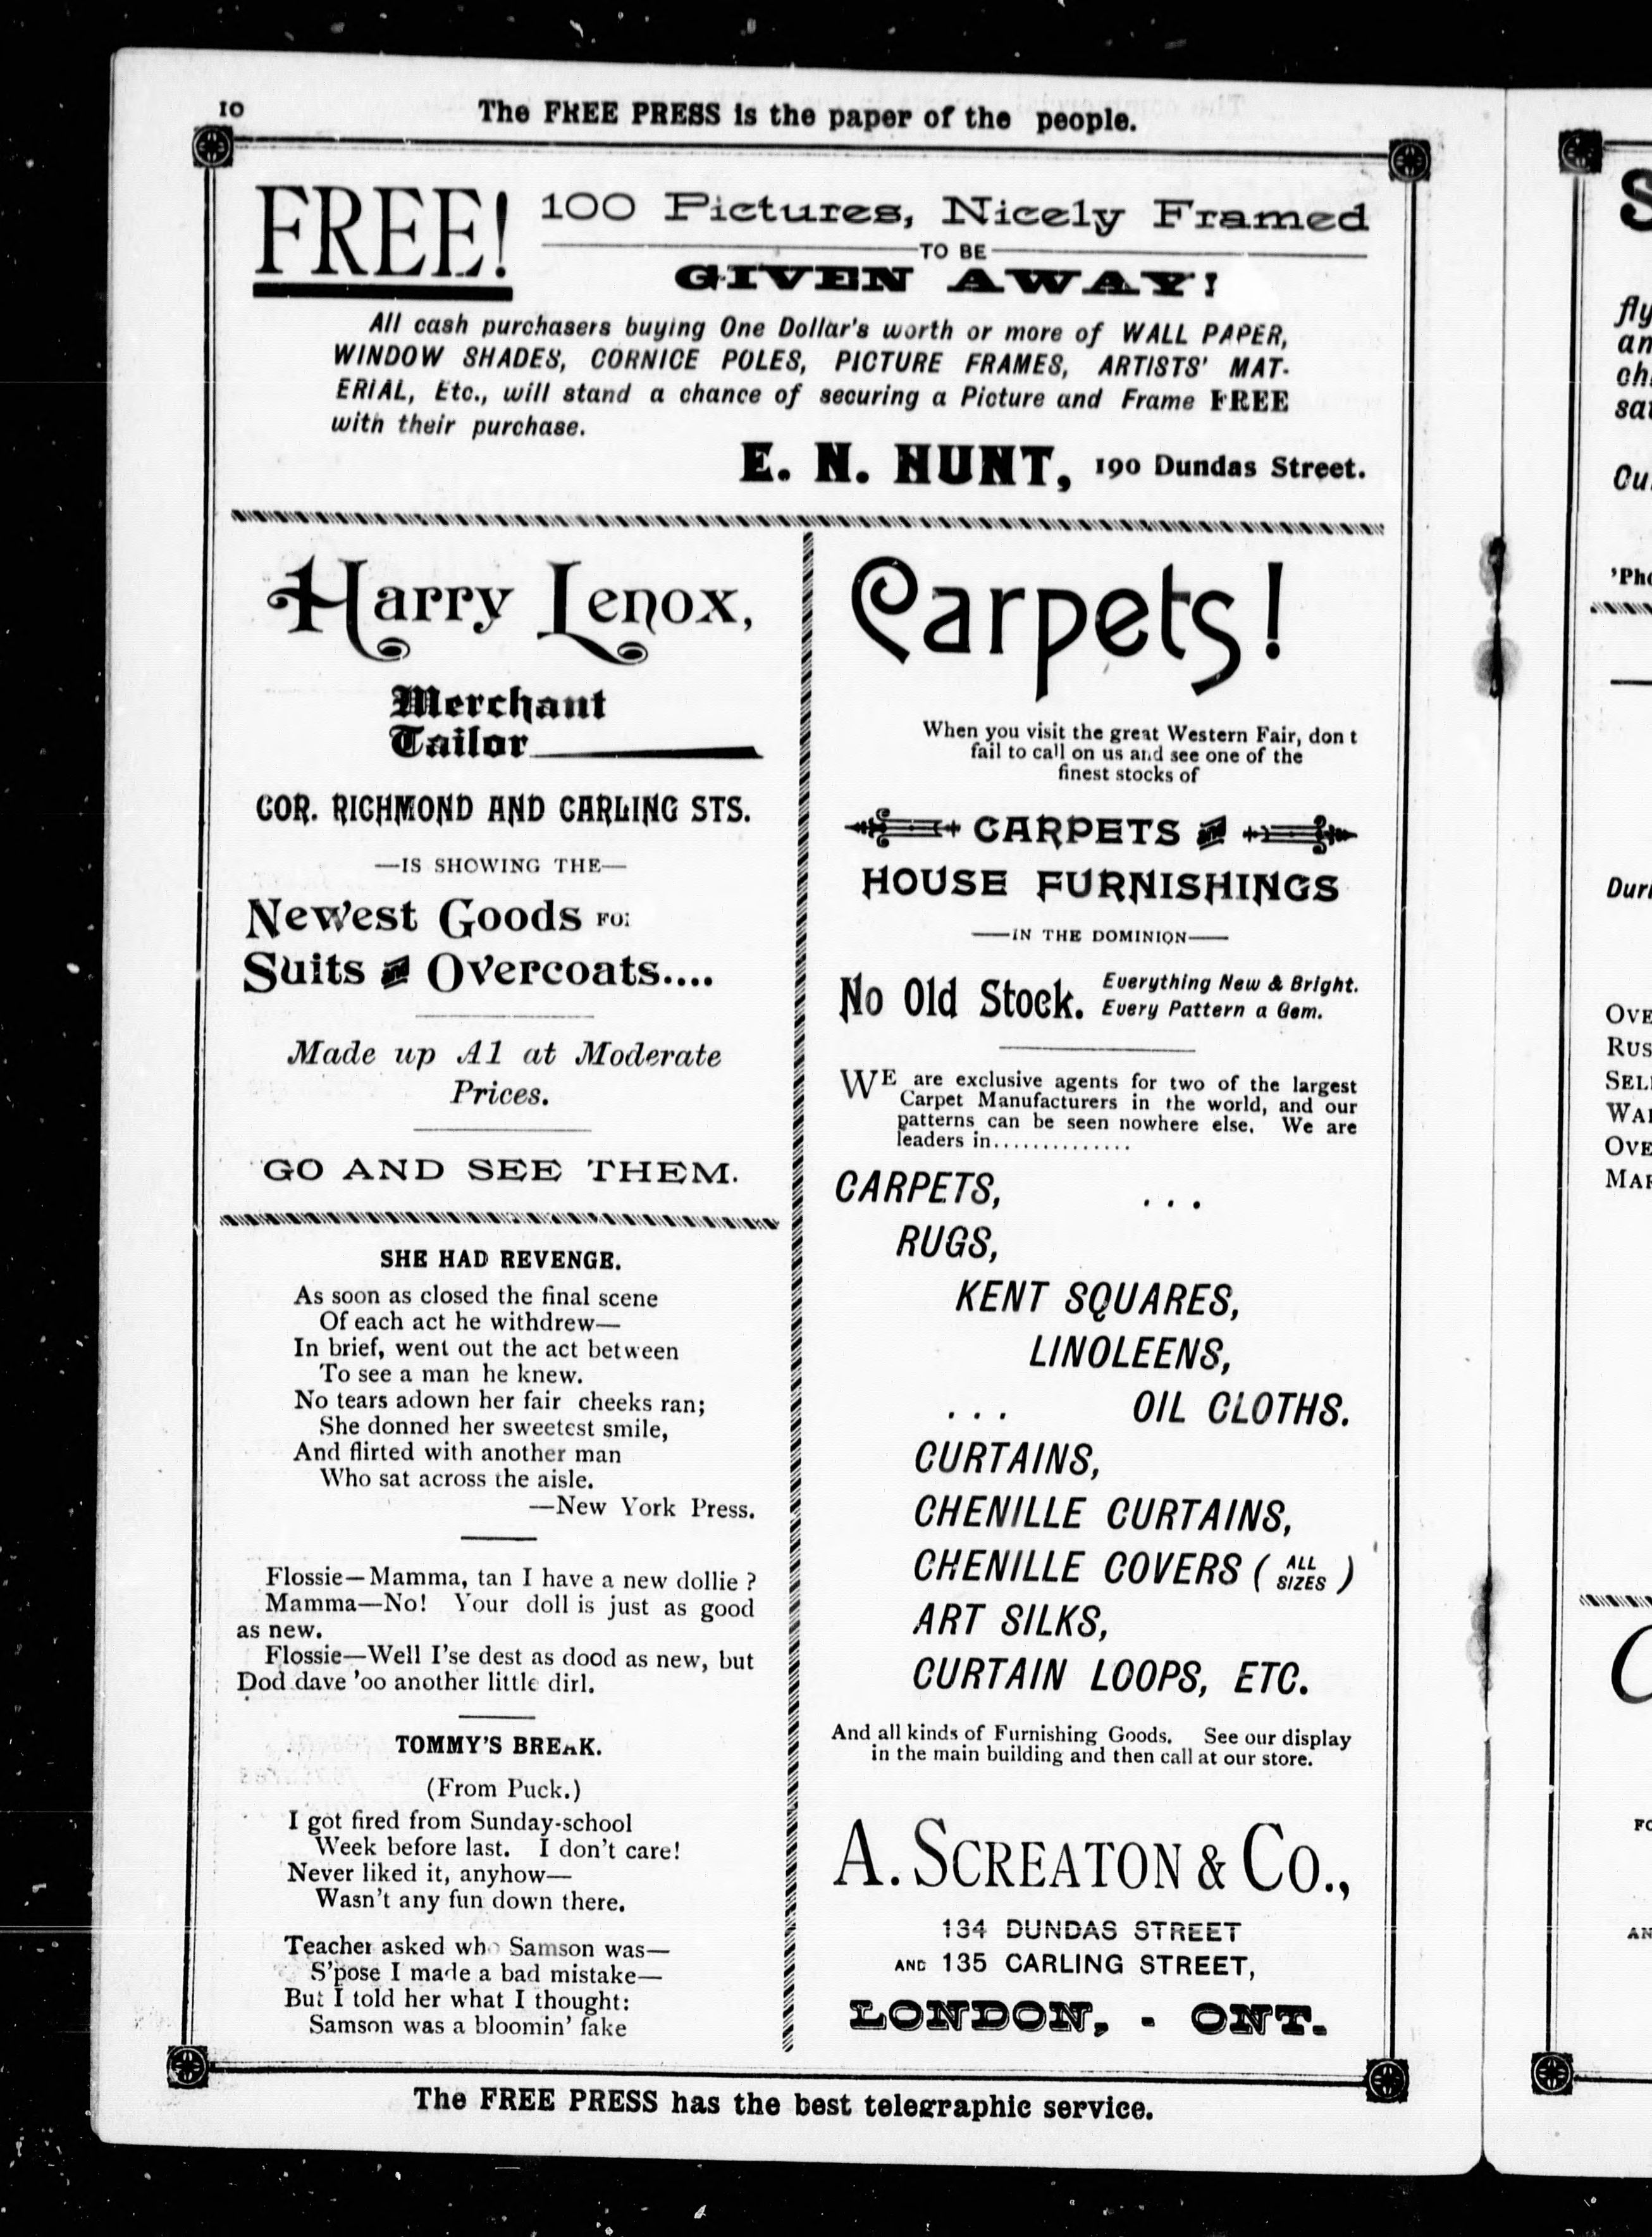 10
The FREE PRESS is the paper of the people.
FREE!
100 Pictures, Nicely Framed
TO BE
GIVEN AWAY!
All cash purchasers buying One Dollar's worth or more of WALL PAPER,
WINDOW SHADES, CORNICE POLES, PICTURE FRAMES, ARTISTS' MAT-
ERIAL, Etc., will stand a chance of securing a Picture and Frame FREE
with their purchase.
E. N. HUNT, 190 Dundas Street.
Harry Lenox,
Merchant
Tailor
COR. RICHMOND AND CARLING STS.
—IS SHOWING THE—
Newest Goods FO
Suits AND Overcoats....
Made up A1 at Moderate
Prices.
GO AND SEE THEM.
SHE HAD REVENGE.
As soon as closed the final scene
Of each act he withdrew—
In brief, went out the act between
To see a man he knew.
No tears adown her fair cheeks ran;
She donned her sweetest smile,
And flirted with another man
Who sat across the aisle.
—New York Press.
Flossie—Mamma, tan I have a new dollie ?
Mamma—No! Your doll is just as good
as new.
Flossie—Well I'se dest as dood as new, but
Dod dave 'oo another little dirl.
TOMMY'S BREAK.
(From Puck.)
I got fired from Sunday-school
Week before last. I don't care!
Never liked it, anyhow—
Wasn't any fun down there.
Teacher asked who Samson was—
S'pose I made a bad mistake—
But I told her what I thought:
Samson was a bloomin' fake
Carpets!
When you visit the great Western Fair, don t
fail to call on us and see one of the
finest stocks of
CARPETS AND
HOUSE FURNISHINGS
—IN THE DOMINION—
No Old Stock. Everything New & Bright.
Every Pattern a Gem.
WE are exclusive agents for two of the largest
Carpet Manufacturers in the world, and our
patterns can be seen nowhere else. We are
leaders in..............
CARPETS, ...
RUGS,
KENT SQUARES,
LINOLEENS,
... OIL CLOTHS.
CURTAINS,
CHENILLE CURTAINS,
CHENILLE COVERS ( ALL SIZES )
ART SILKS,
CURTAIN LOOPS, ETC.
And all kinds of Furnishing Goods. See our display
in the main building and then call at our store.
A. SCREATON & CO.,
134 DUNDAS STREET
AND 135 CARLING STREET,
LONDON, - ONT.
The FREE PRESS has the best telegraphic service.